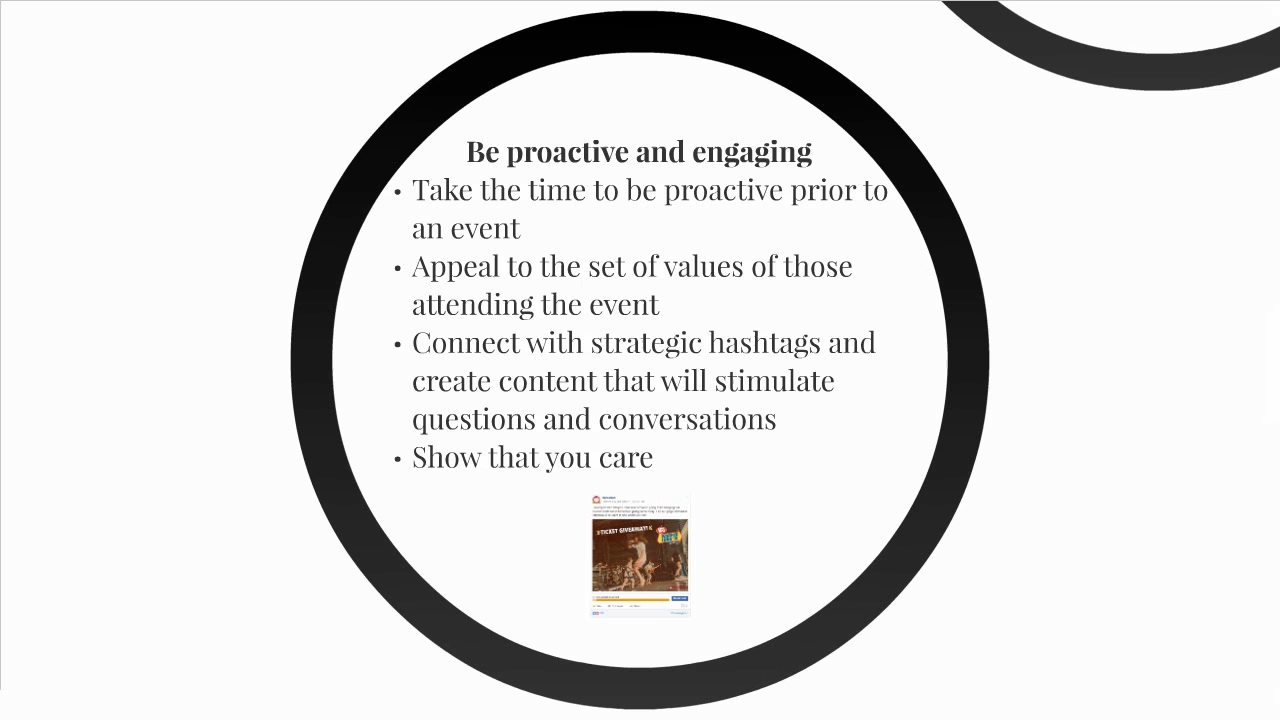 Be proactive and engaging
• Take the time to be proactive prior to
an event
• Appeal to the set of values of those
attending the event
• Connect with strategic hashtags and
create content that will stimulate
questions and conversations
• Show that you care
TICKET GIVEAWAY!